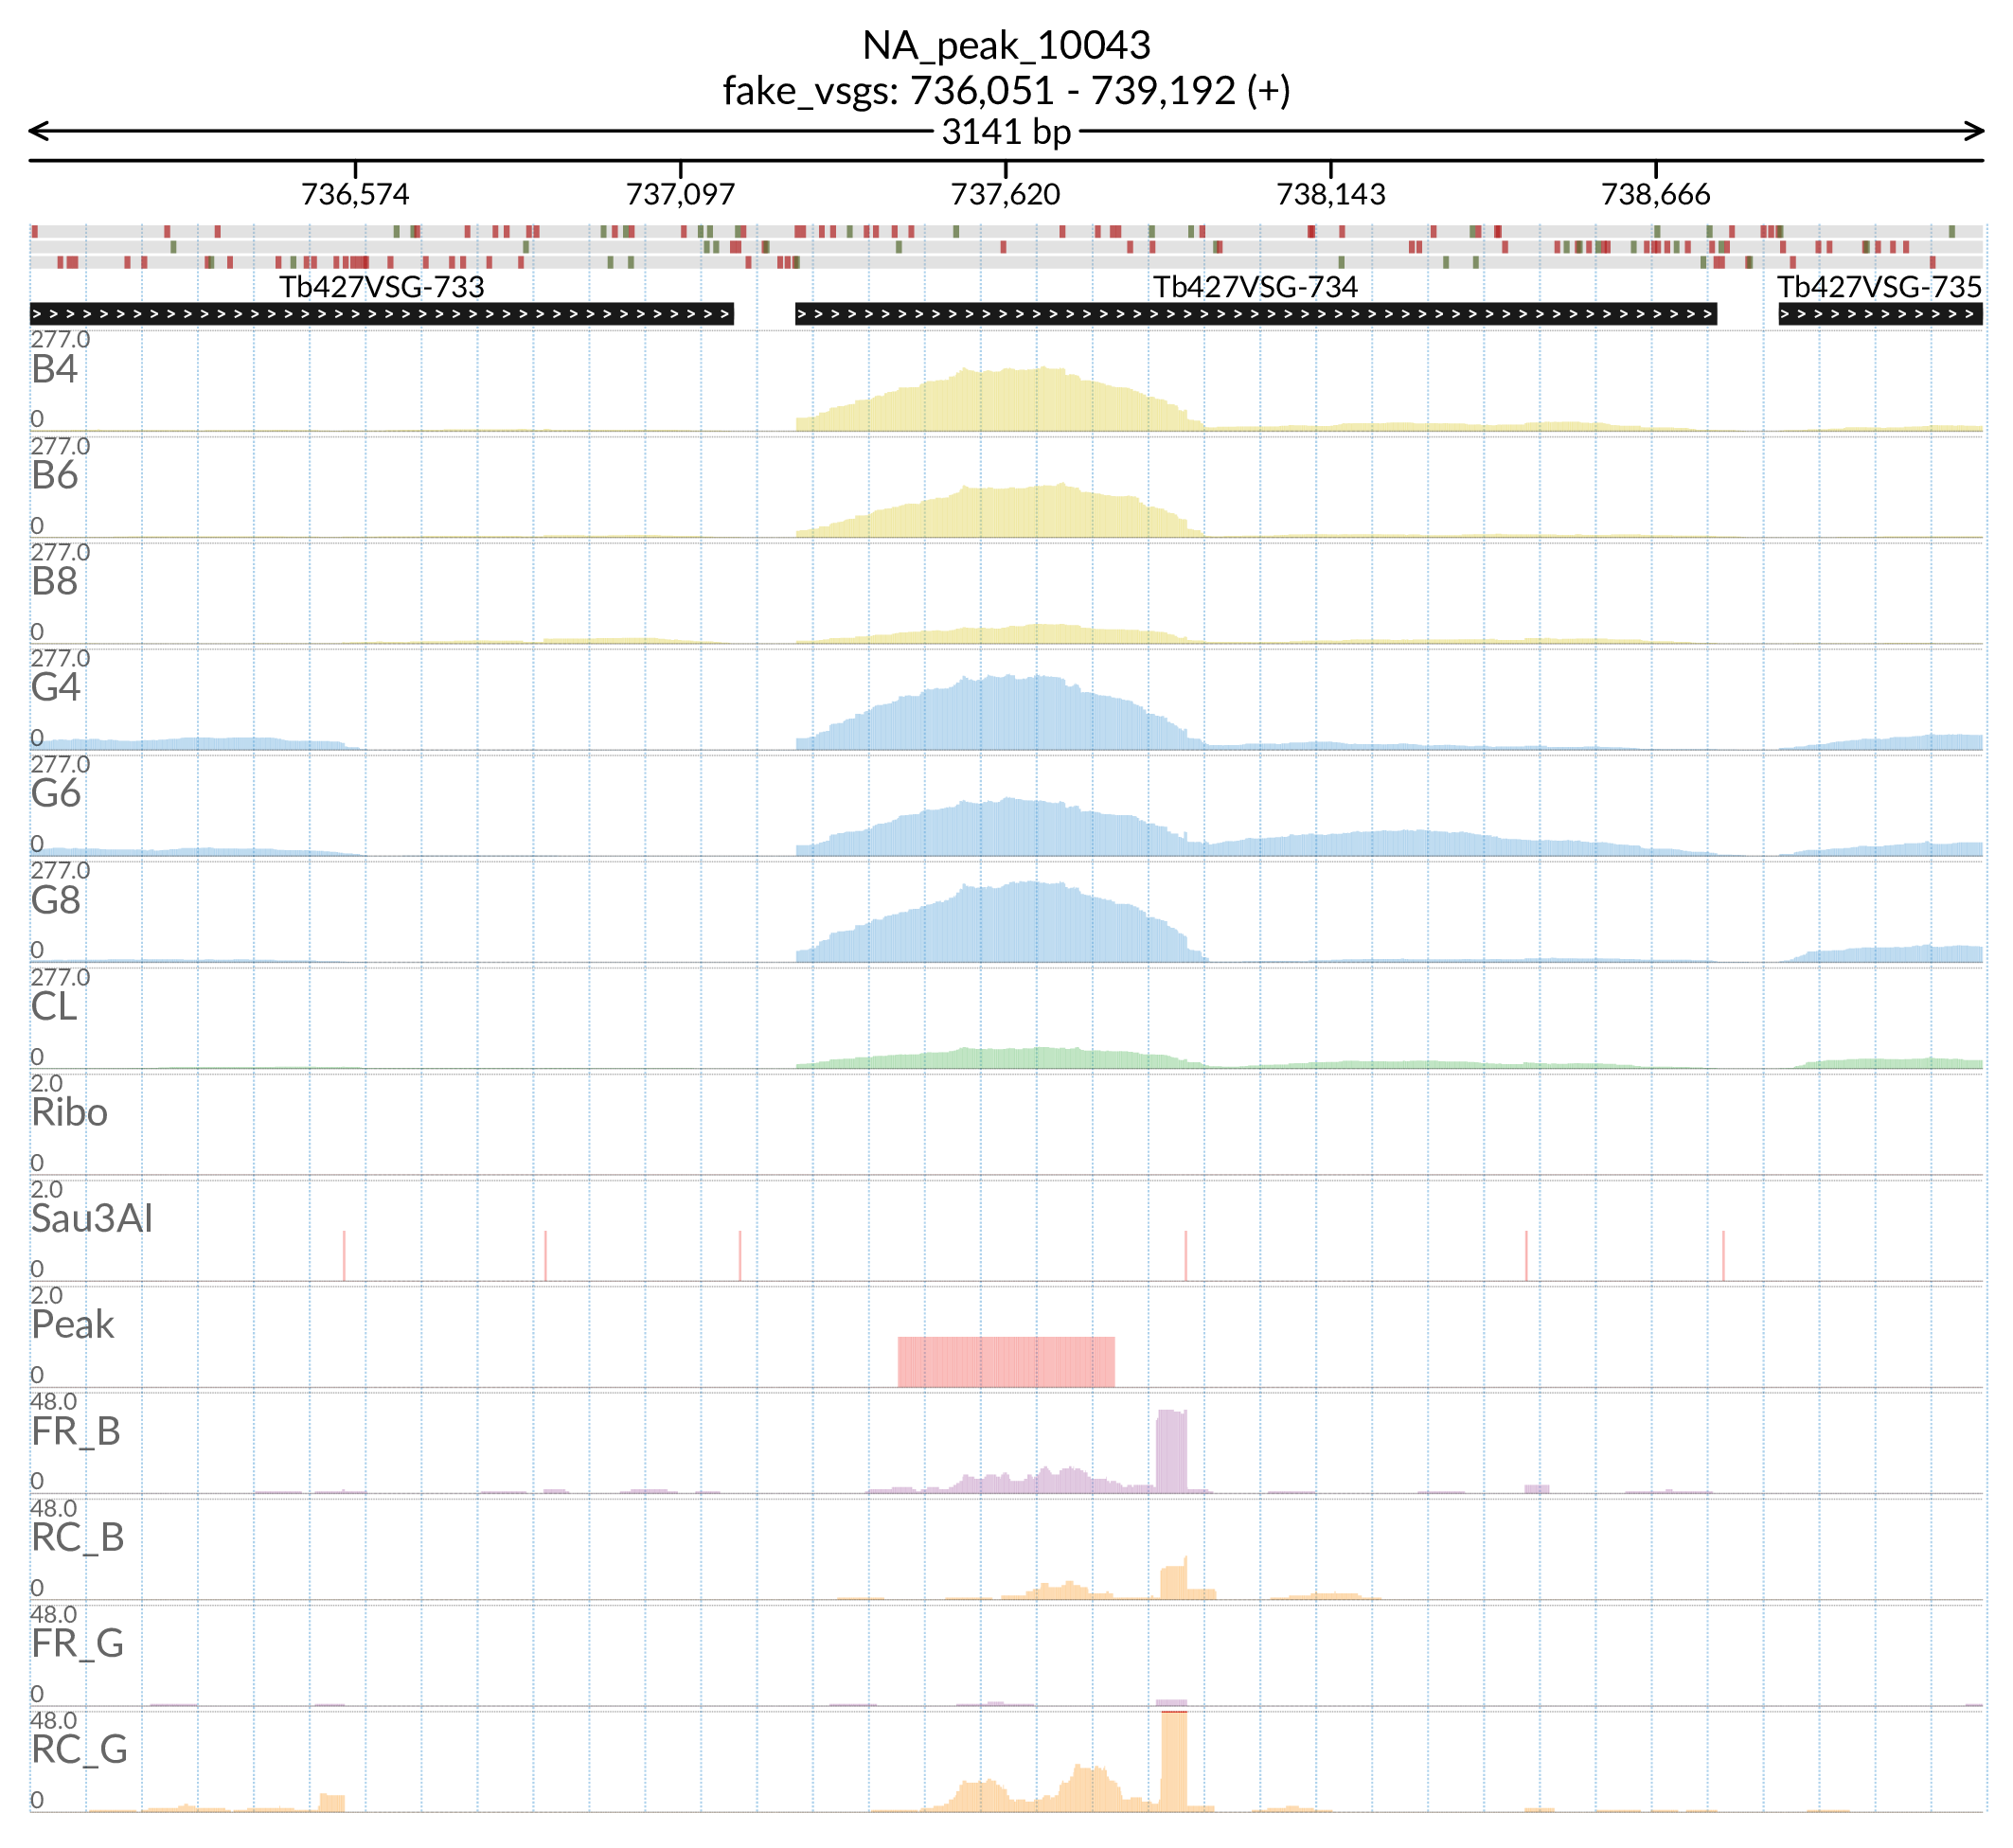 NA_peak_10043
fake_vsgs: 736,051 - 739,192 (+)
3141 bp
736,574 737,097 737,620 738,143 738,666
Tb427VSG-733 Tb427VSG-734 Tb427VSG-735
277.0
B4
0
277.0
B6
0
277.0
B8
0
277.0
G4
0
277.0
G6
0
277.0
G8
0
277.0
CL
0
2.0
Ribo
0
2.0
Sau3AI
0
2.0
Peak
0
48.0
FR_B
0
48.0
RC_B
0
48.0
FR_G
0
48.0
RC_G
0